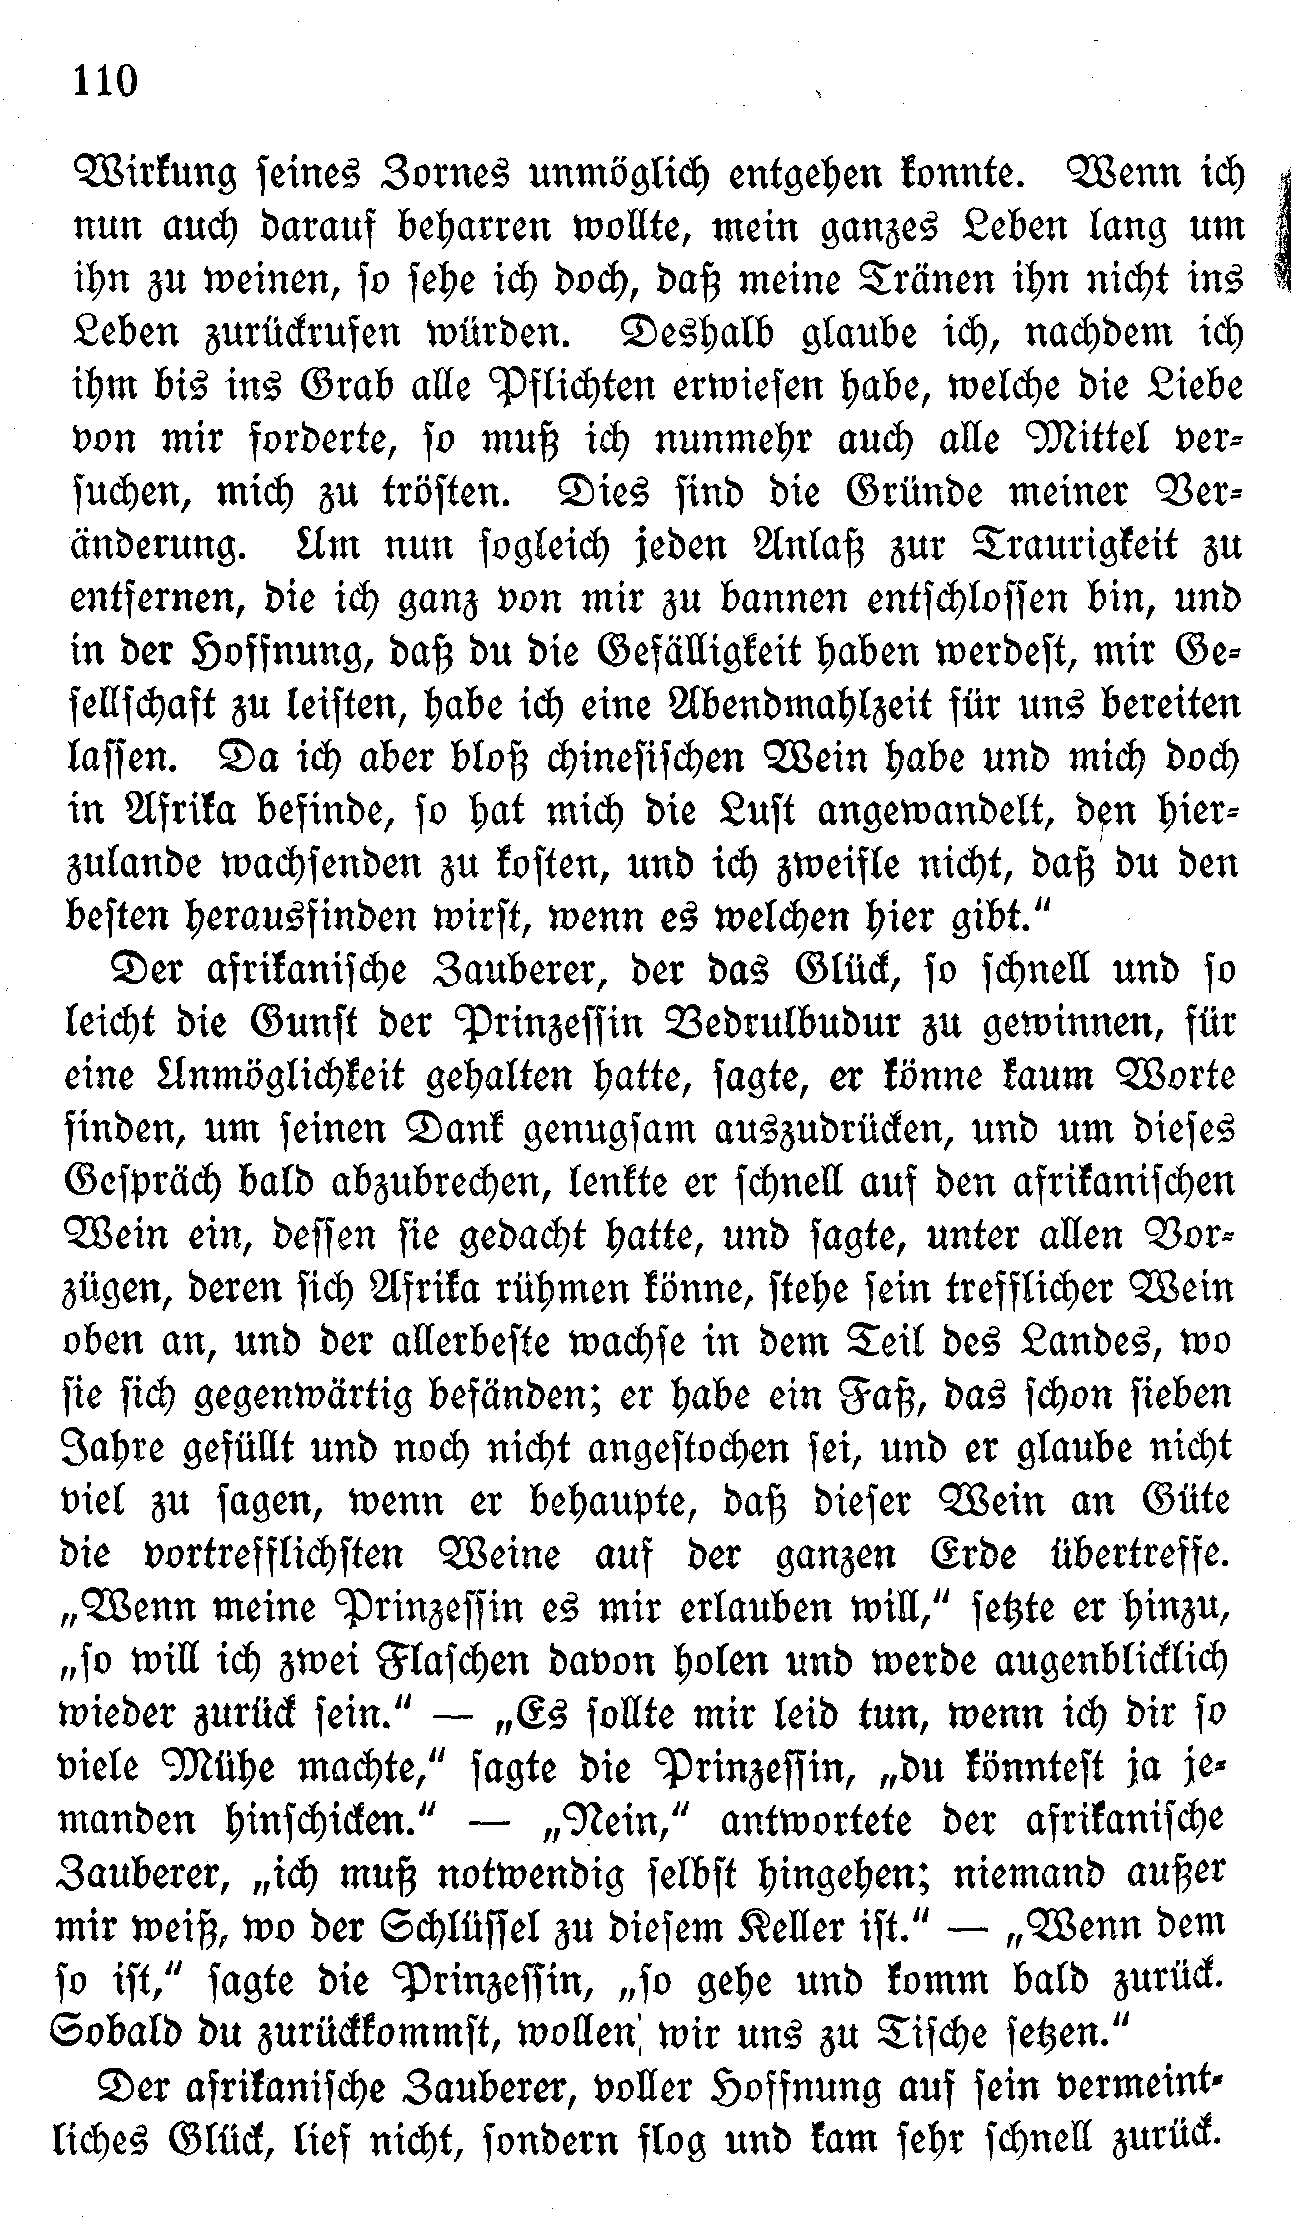 110
Wirkung seines Zornes unmöglich entgehen konnte. Wenn ich
nun auch darauf beharren wollte, mein ganzes Leben lang um
ihn zu weinen, so sehe ich doch, daß meine Tränen ihn nicht ins
Leben zurückrufen würden. Deshalb glaube ich, nachdem ich
ihm bis ins Grab alle Pflichten erwiesen habe, welche die Liebe
von mir forderte, so muß ich nunmehr auch alle Mittel ver-
suchen, mich zu trösten. Dies sind die Gründe meiner Ver-
änderung. Um nun sogleich jeden Anlaß zur Traurigkeit zu
entfernen, die ich ganz von mir zu bannen entschlossen bin, und
in der Hoffnung, daß du die Gefälligkeit haben werdest, mir Ge-
sellschaft zu leisten, habe ich eine Abendmahlzeit für uns bereiten
lassen. Da ich aber bloß chinesischen Wein habe und mich doch
in Afrika befinde, so hat mich die Lust angewandelt, den hier-
zulande wachsenden zu kosten, und ich zweifle nicht, daß du den
besten herausfinden wirst, wenn es welchen hier gibt.“
Der afrikanische Zauberer, der das Glück, so schnell und so
leicht die Gunst der Prinzessin Bedrulbudur zu gewinnen, für
eine Unmöglichkeit gehalten hatte, sagte, er könne kaum Worte
finden, um seinen Dank genugsam auszudrücken, und um dieses
Gespräch bald abzubrechen, lenkte er schnell auf den afrikanischen
Wein ein, dessen sie gedacht hatte, und sagte, unter allen Vor-
zügen, deren sich Afrika rühmen könne, stehe sein trefflicher Wein
oben an, und der allerbeste wachse in dem Teil des Landes, wo
sie sich gegenwärtig befänden; er habe ein Faß, das schon sieben
Jahre gefüllt und noch nicht angestochen sei, und er glaube nicht
viel zu sagen, wenn er behaupte, daß dieser Wein an Güte
die vortrefflichsten Weine auf der ganzen Erde übertreffe.
„Wenn meine Prinzessin es mir erlauben will,“ setzte er hinzu,
„so will ich zwei Flaschen davon holen und werde augenblicklich
wieder zurück sein.“ — „Es sollte mir leid tun, wenn ich dir so
viele Mühe machte,“ sagte die Prinzessin, „du könntest ja je-
manden hinschicken.“ — „Nein,“ antwortete der afrikanische
Zauberer, „ich muß notwendig selbst hingehen; niemand außer
mir weiß, wo der Schlüssel zu diesem Keller ist.“ — „Wenn dem
so ist,“ sagte die Prinzessin, „so gehe und komm bald zurück.
Sobald du zurückkommst, wollen wir uns zu Tische setzen.“
Der afrikanische Zauberer, voller Hoffnung auf sein vermeint-
liches Glück, lief nicht, sondern flog und kam sehr schnell zurück.